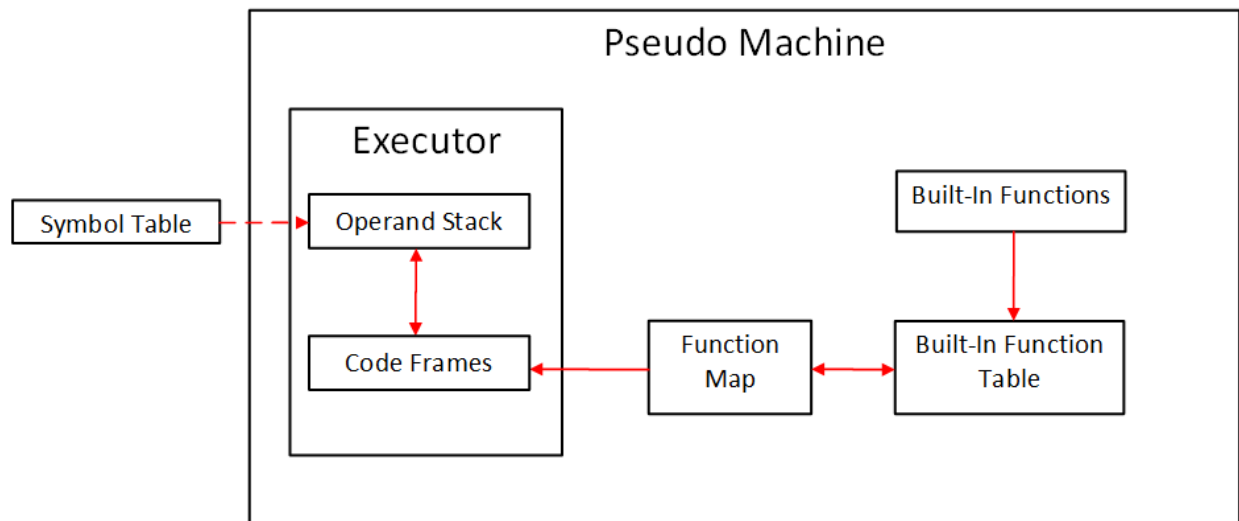 Pseudo Machine
Executor
Symbol Table
Operand Stack
Code Frames
Function
Map
Built-In Functions
Built-In Function
Table